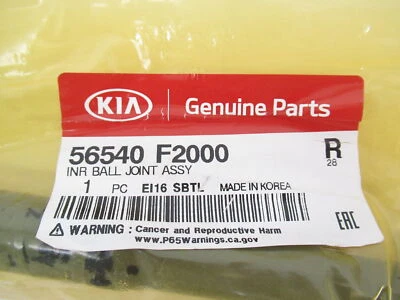 KIA Genuine Parts
56540 F2000 R
INR BALL JOINT ASSY 28
1 PC EI16 SBTL MADE IN KOREA
WARNING : Cancer and Reproductive Harm
www.P65Warnings.ca.gov
EAC